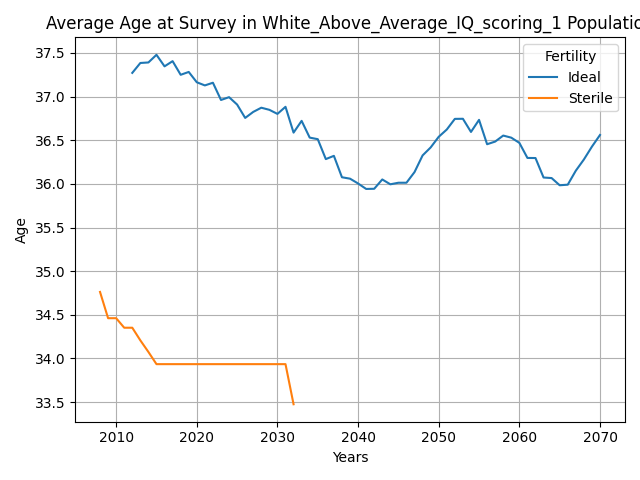 Average Age at Survey in White_Above_Average_IQ_scoring_1 Populatio
Fertility
Ideal
Sterile
37.5
37.0
36.5
36.0
35.5
35.0
34.5
34.0
33.5
Age
2010 2020 2030 2040 2050 2060 2070
Years